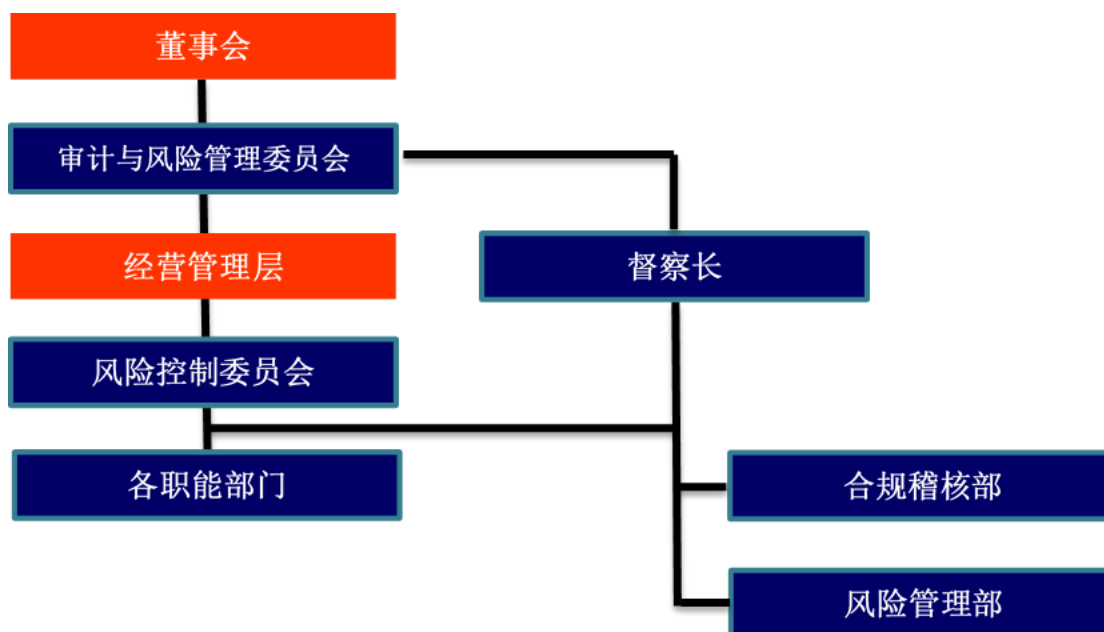 董事会
审计与风险管理委员会
经营管理层
督察长
风险控制委员会
各职能部门
合规稽核部
风险管理部